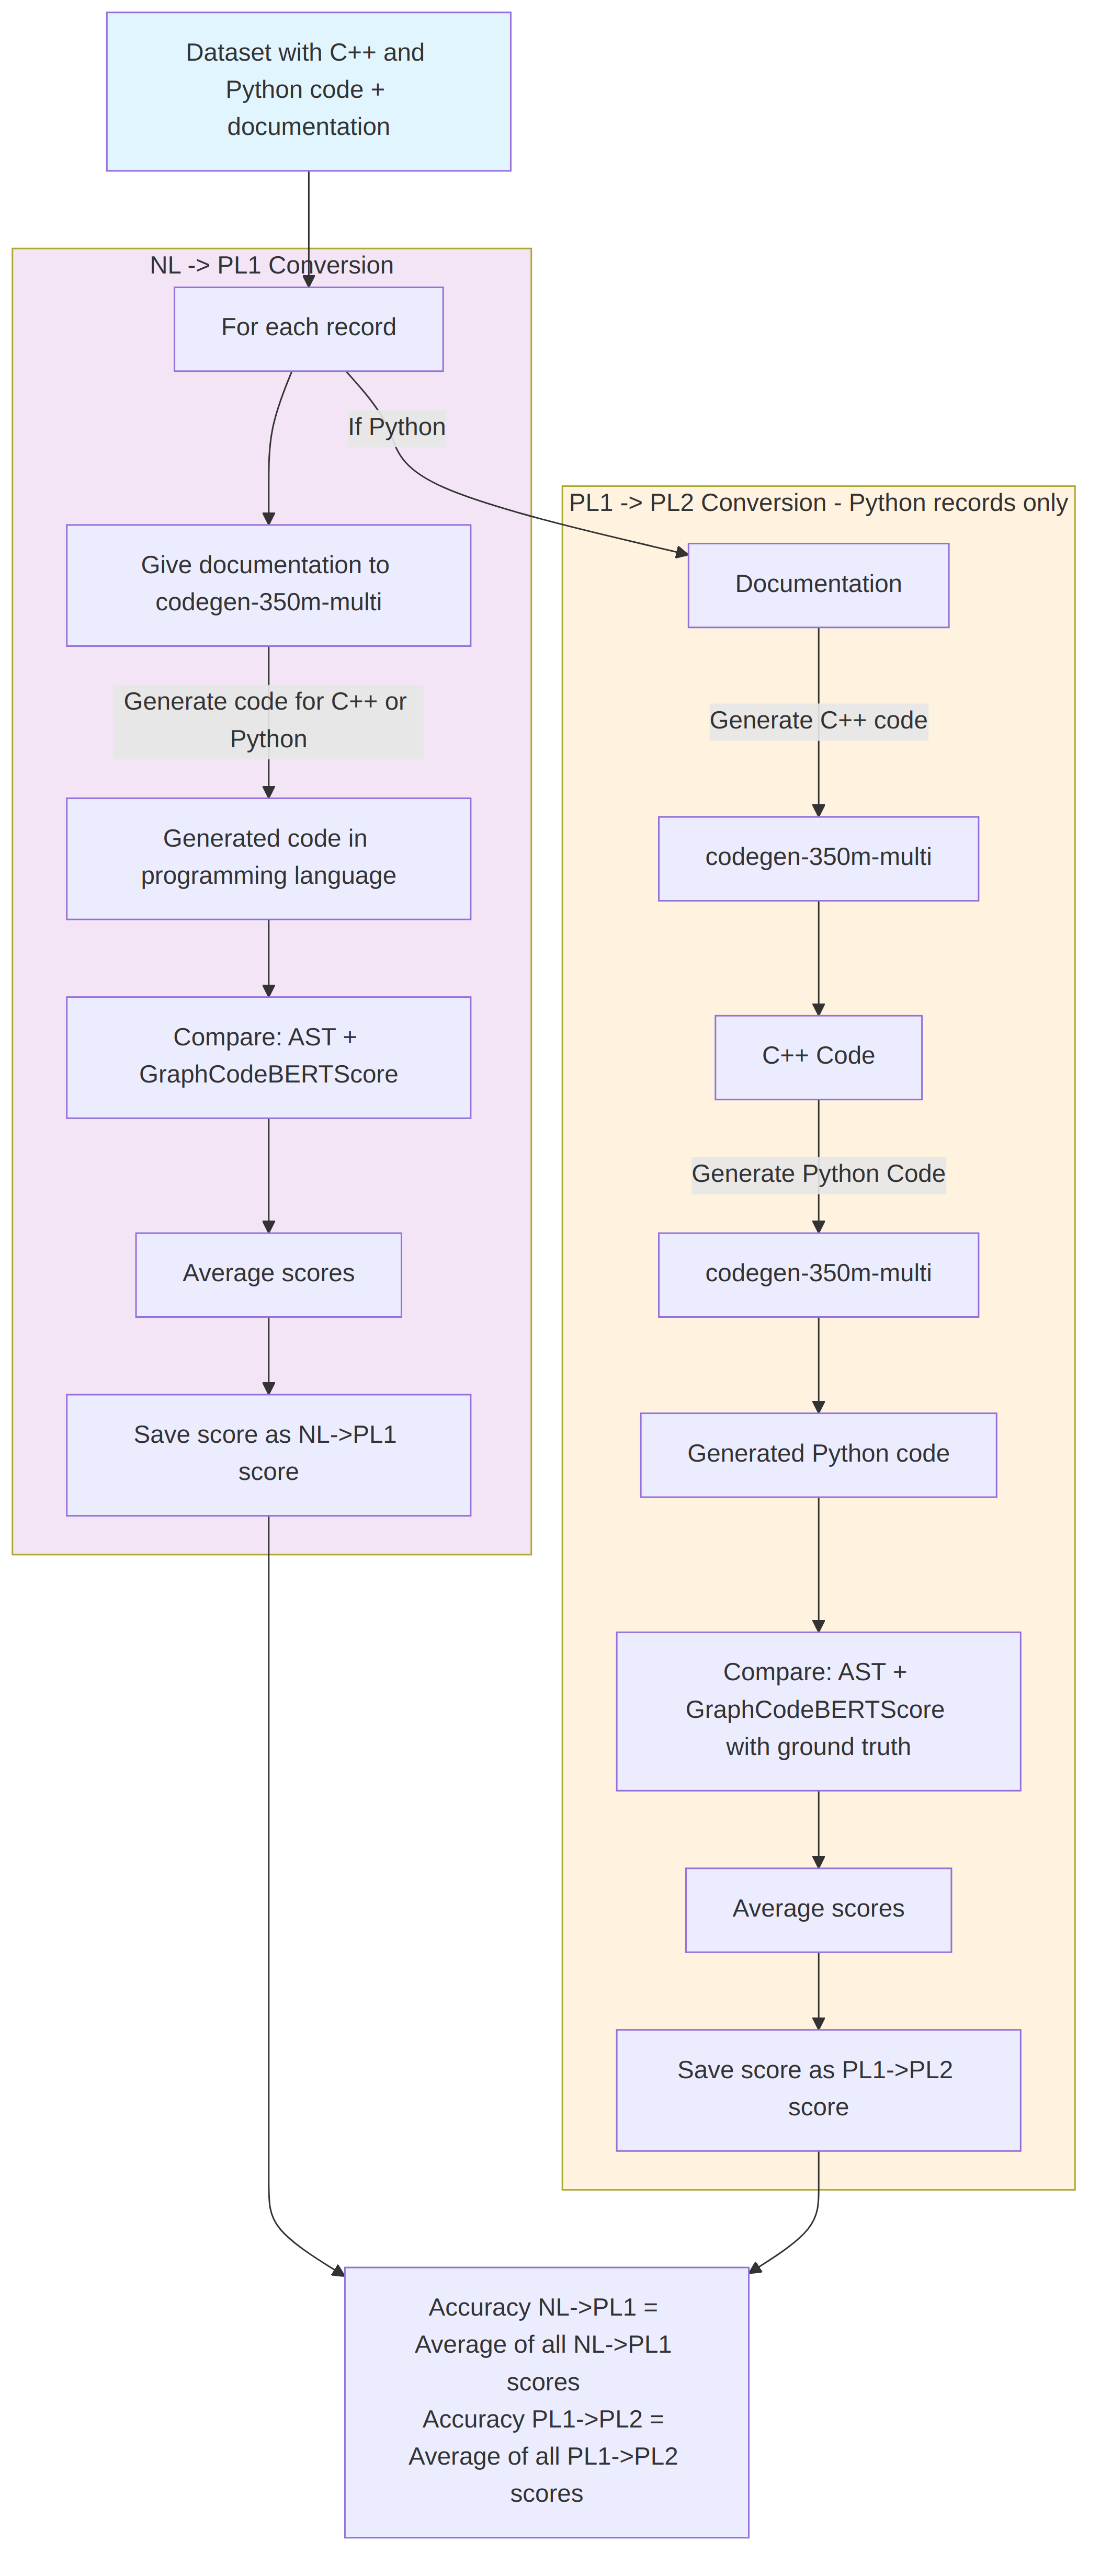 Dataset with C++ and
Python code +
documentation
NL -> PL1 Conversion
For each record
If Python
Give documentation to
codegen-350m-multi
Generate code for C++ or
Python
Generated code in
programming language
Compare: AST +
GraphCodeBERTScore
Average scores
Save score as NL->PL1
score
PL1 -> PL2 Conversion - Python records only
Documentation
Generate C++ code
codegen-350m-multi
C++ Code
Generate Python Code
codegen-350m-multi
Generated Python code
Compare: AST +
GraphCodeBERTScore
with ground truth
Average scores
Save score as PL1->PL2
score
Accuracy NL->PL1 =
Average of all NL->PL1
scores
Accuracy PL1->PL2 =
Average of all PL1->PL2
scores